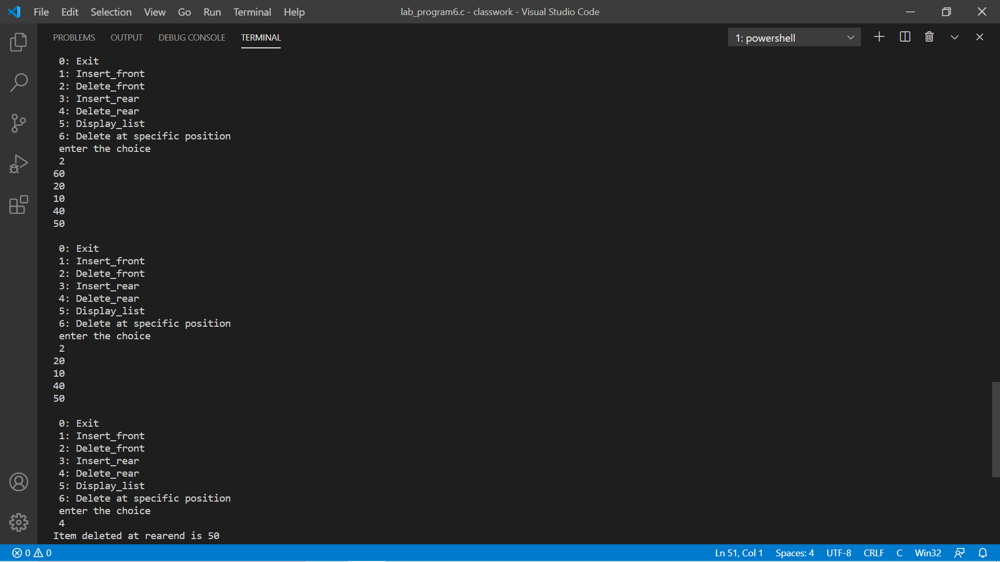 File Edit Selection View Go Run Terminal Help lab_program6.c - classwork - Visual Studio Code
PROBLEMS OUTPUT DEBUG CONSOLE TERMINAL 1: powershell
0: Exit
1: Insert_front
2: Delete_front
3: Insert_rear
4: Delete_rear
5: Display_list
6: Delete at specific position
enter the choice
2
60
20
10
40
50
0: Exit
1: Insert_front
2: Delete_front
3: Insert_rear
4: Delete_rear
5: Display_list
6: Delete at specific position
enter the choice
2
20
10
40
50
0: Exit
1: Insert_front
2: Delete_front
3: Insert_rear
4: Delete_rear
5: Display_list
6: Delete at specific position
enter the choice
4
Item deleted at rearend is 50
0 0 Ln 51, Col 1 Spaces: 4 UTF-8 CRLF C Win32